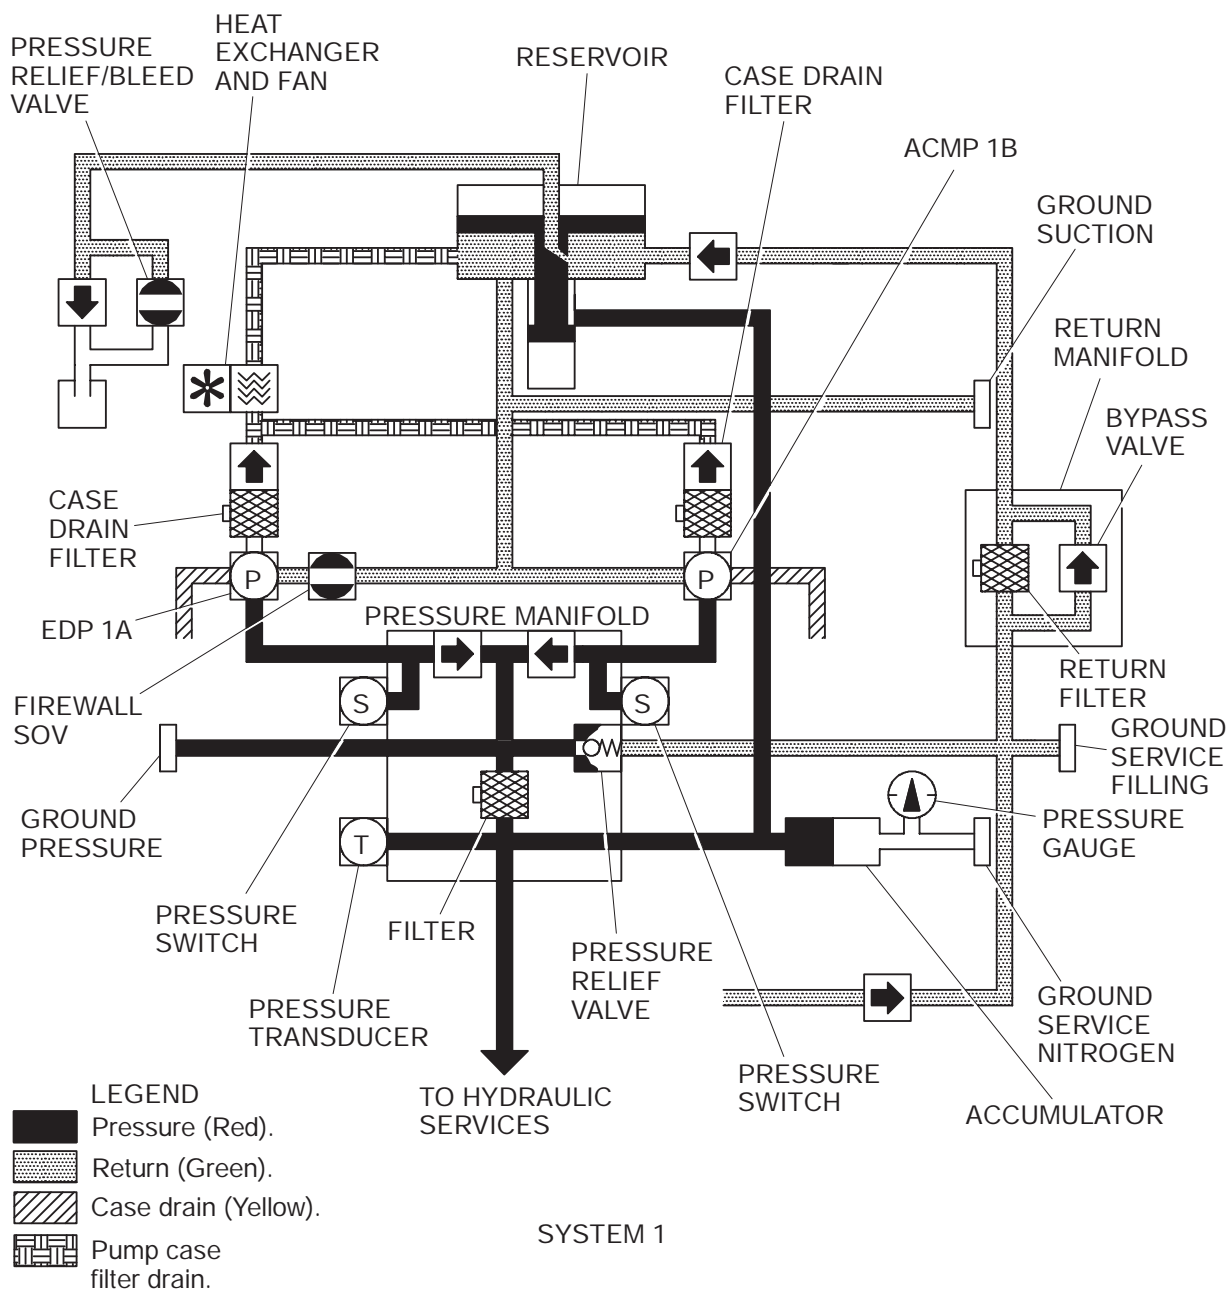 HEAT
EXCHANGER
AND FAN
PRESSURE
RELIEF/BLEED
VALVE
RESERVOIR
CASE DRAIN
FILTER
ACMP 1B
GROUND
SUCTION
RETURN
MANIFOLD
BYPASS
VALVE
CASE
DRAIN
FILTER
P
P
EDP 1A
PRESSURE MANIFOLD
FIREWALL
SOV
S
S
RETURN
FILTER
GROUND
SERVICE
FILLING
GROUND
PRESSURE
T
PRESSURE
GAUGE
PRESSURE
SWITCH
FILTER
PRESSURE
RELIEF
VALVE
PRESSURE
TRANSDUCER
GROUND
SERVICE
NITROGEN
PRESSURE
SWITCH
ACCUMULATOR
TO HYDRAULIC
SERVICES
LEGEND
Pressure (Red).
Return (Green).
Case drain (Yellow).
Pump case
filter drain.
SYSTEM 1